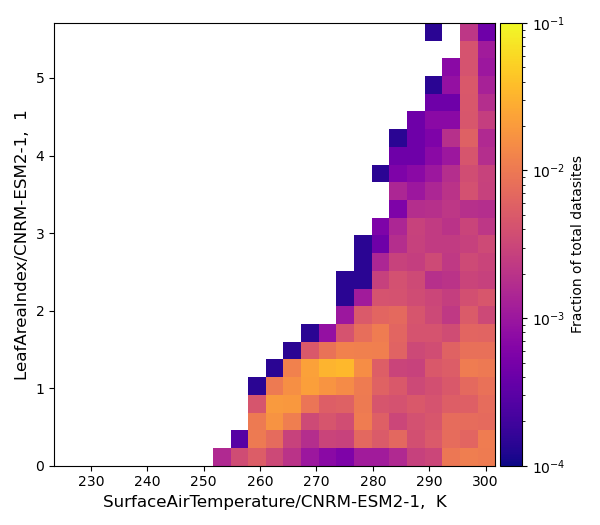 10^{-1}
10^{-2}
10^{-3}
10^{-4}
Fraction of total datasites
5
4
3
2
1
0
LeafAreaIndex/CNRM-ESM2-1,  1
230 240 250 260 270 280 290 300
SurfaceAirTemperature/CNRM-ESM2-1,  K